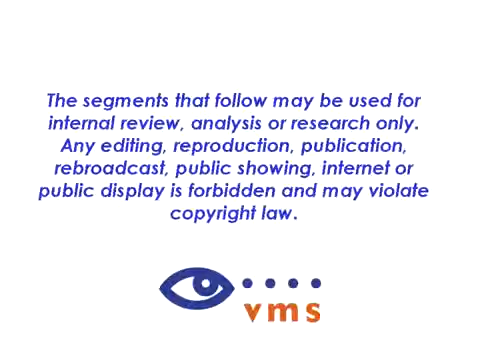 The segments that follow may be used for
internal review, analysis or research only.
Any editing, reproduction, publication,
rebroadcast, public showing, internet or
public display is forbidden and may violate
copyright law.
vms